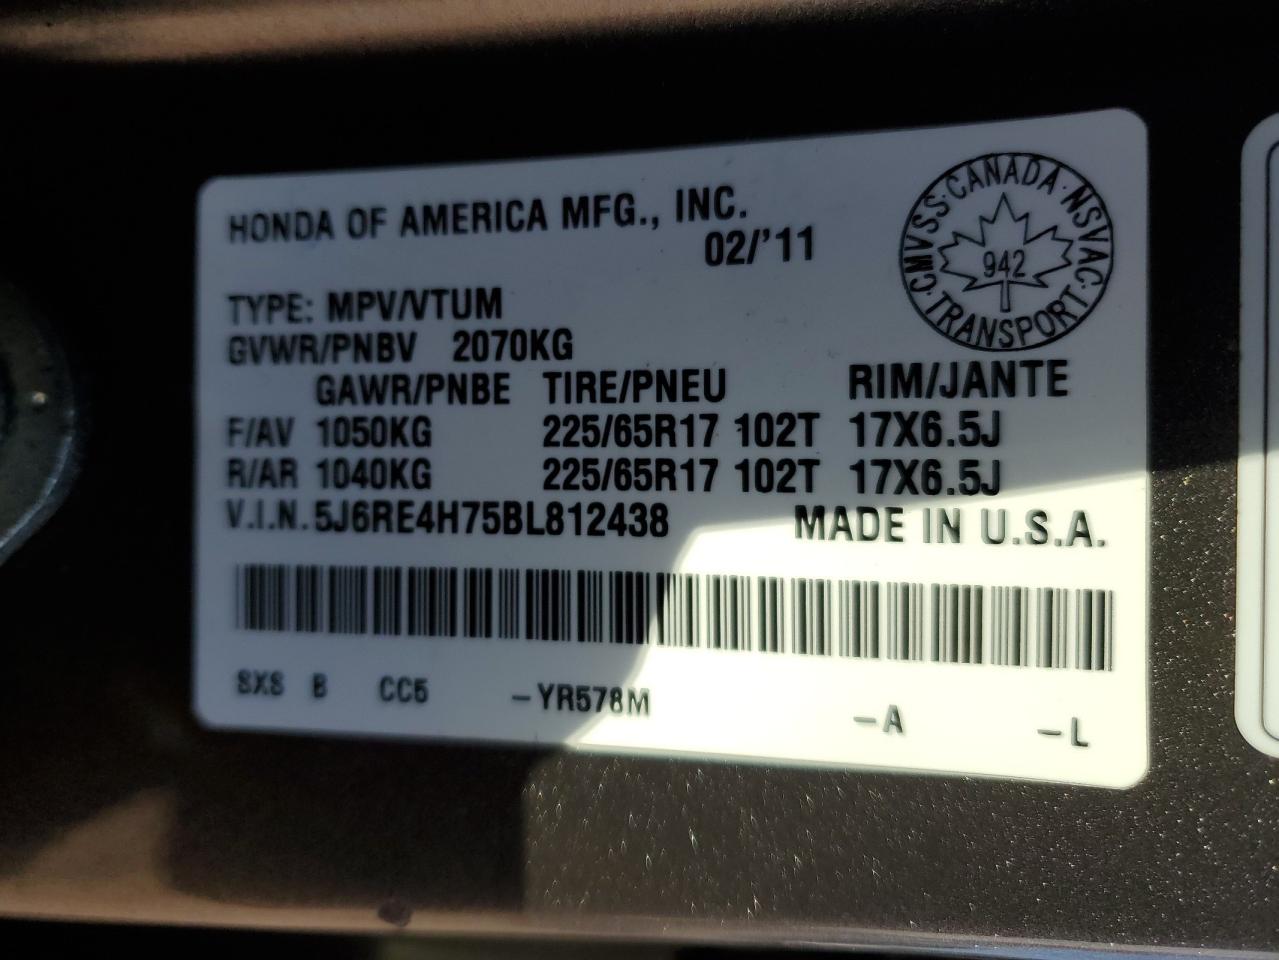 HONDA OF AMERICA MFG., INC.
02/'11
CMVSS·CANADA·NSVAC·TRANSPORT·
942
TYPE: MPV/VTUM
GVWR/PNBV 2070KG
GAWR/PNBE TIRE/PNEU RIM/JANTE
F/AV 1050KG 225/65R17 102T 17X6.5J
R/AR 1040KG 225/65R17 102T 17X6.5J
V.I.N. 5J6RE4H75BL812438 MADE IN U.S.A.
SXS B CC5 –YR578M –A –L